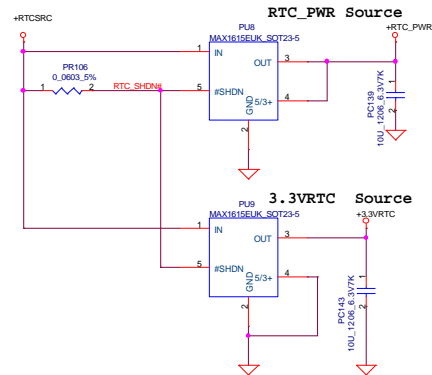 RTC_PWR Source
+RTCSRC
PU8
MAX1615EUK_SOT23-5
+RTC_PWR
1
IN
OUT
3
PR106
0_0603_5%
1
2
RTC_SHDN#
5
#SHDN
5/3+
4
GND
2
PC139
10U_1206_6.3V7K
1
2
3.3VRTC Source
PU9
MAX1615EUK_SOT23-5
+3.3VRTC
1
IN
OUT
3
5
#SHDN
5/3+
4
GND
2
PC143
10U_1206_6.3V7K
1
2